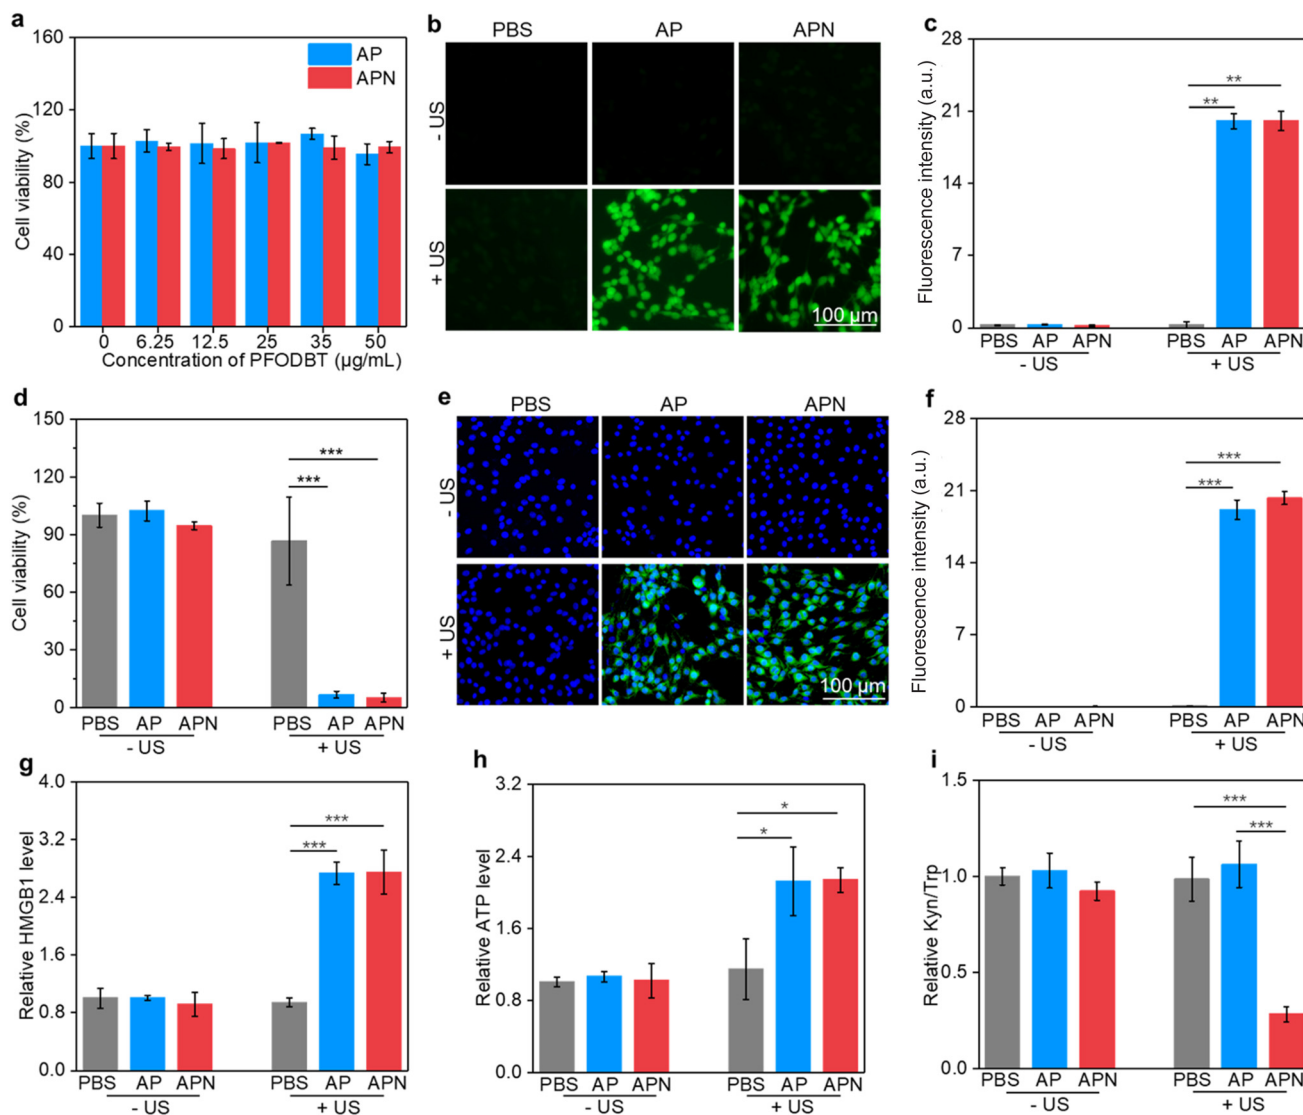 a
160
120
80
40
0
Cell viability (%)
AP
APN
0 6.25 12.5 25 35 50
Concentration of PFODBT (µg/mL)
b
PBS AP APN
- US
+ US
100 µm
c
28
21
14
7
0
Fluorescence intensity (a.u.)
**
**
PBS AP APN PBS AP APN
- US + US
d
150
120
90
60
30
0
Cell viability (%)
***
***
PBS AP APN PBS AP APN
- US + US
e
PBS AP APN
- US
+ US
100 µm
f
28
21
14
7
0
Fluorescence intensity (a.u.)
***
***
PBS AP APN PBS AP APN
- US + US
g
4.0
3.2
2.4
1.6
0.8
0.0
Relative HMGB1 level
***
***
PBS AP APN PBS AP APN
- US + US
h
3.2
2.4
1.6
0.8
0.0
Relative ATP level
*
*
PBS AP APN PBS AP APN
- US + US
i
1.5
1.0
0.5
0.0
Relative Kyn/Trp
***
***
PBS AP APN PBS AP APN
- US + US